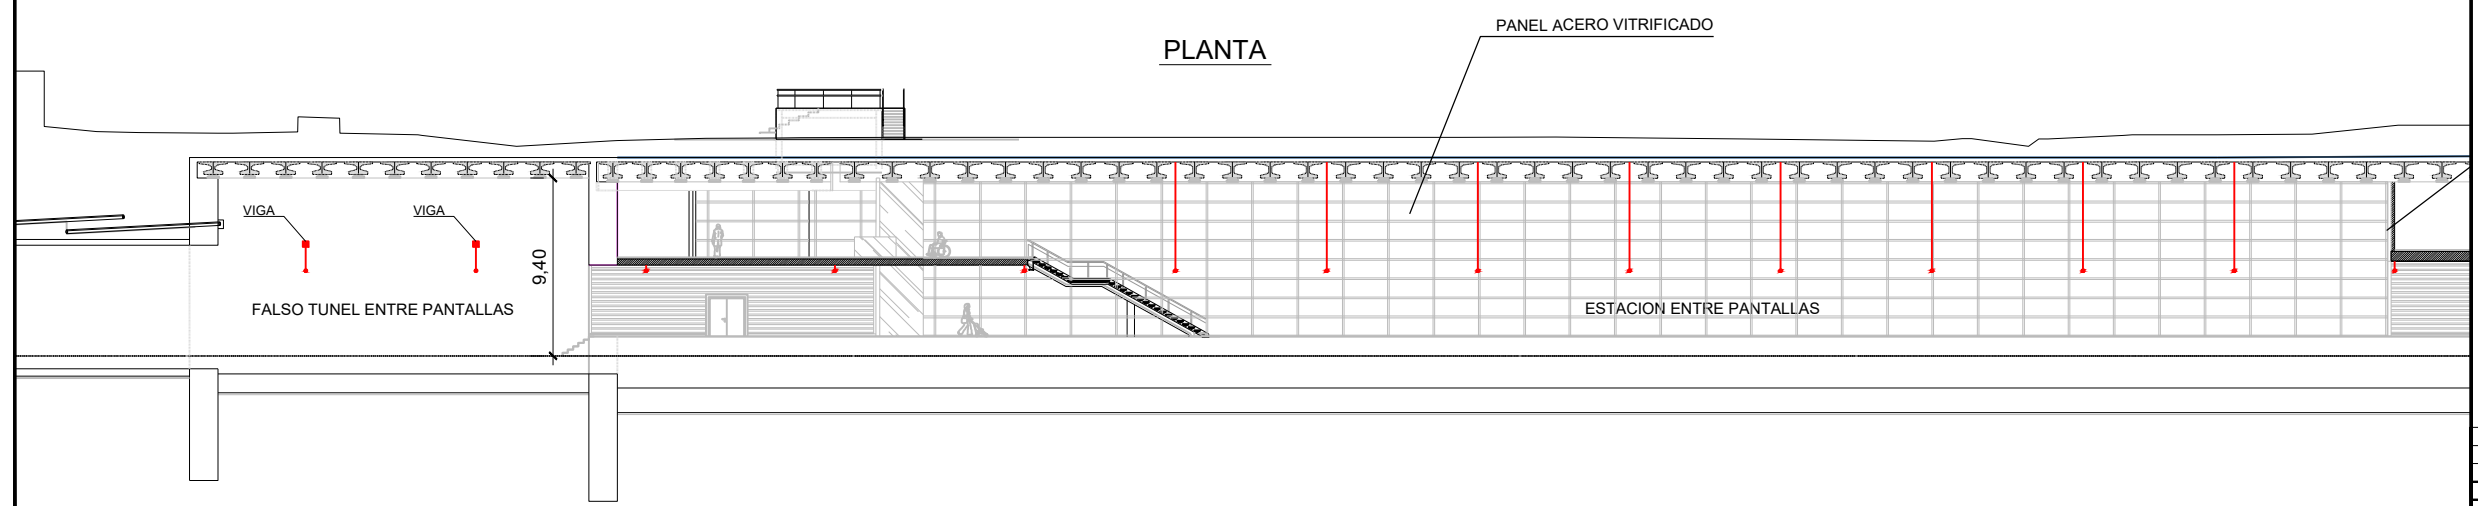 PANEL ACERO VITRIFICADO
PLANTA
VIGA
VIGA
9,40
FALSO TUNEL ENTRE PANTALLAS
ESTACION ENTRE PANTALLAS